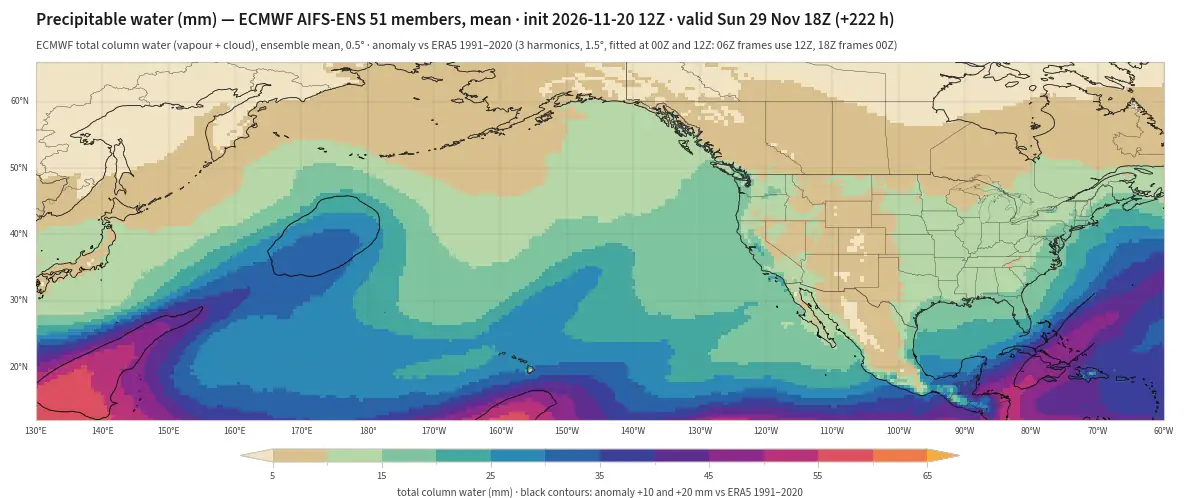 Precipitable water (mm) — ECMWF AIFS-ENS 51 members, mean · init 2026-11-20 12Z · valid Sun 29 Nov 18Z (+222 h)
ECMWF total column water (vapour + cloud), ensemble mean, 0.5° · anomaly vs ERA5 1991–2020 (3 harmonics, 1.5°, fitted at 00Z and 12Z: 06Z frames use 12Z, 18Z frames 00Z)
60°N
50°N
40°N
30°N
20°N
130°E 140°E 150°E 160°E 170°E 180° 170°W 160°W 150°W 140°W 130°W 120°W 110°W 100°W 90°W 80°W 70°W 60°W
5 15 25 35 45 55 65
total column water (mm) · black contours: anomaly +10 and +20 mm vs ERA5 1991–2020